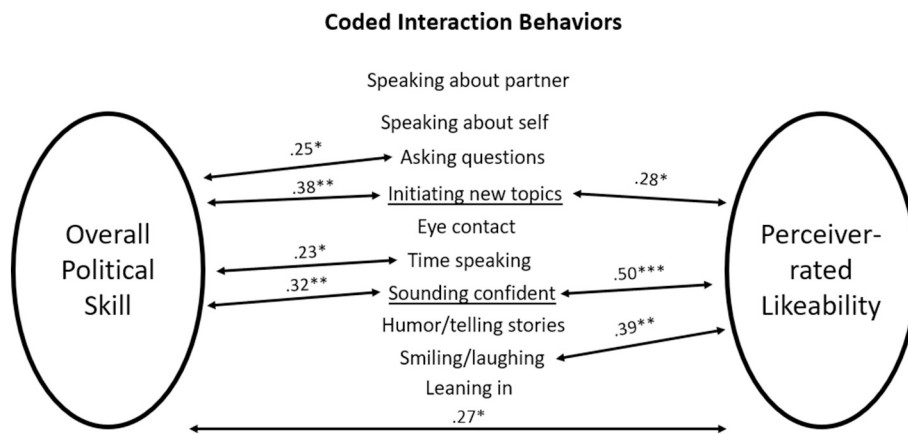 Coded Interaction Behaviors
Speaking about partner
Speaking about self
.25*
Asking questions
.38**
Initiating new topics
.28*
Eye contact
Overall
Political
Skill
.23*
Time speaking
.32**
Sounding confident
.50***
Perceiver-
rated
Likeability
Humor/telling stories
.39**
Smiling/laughing
Leaning in
.27*